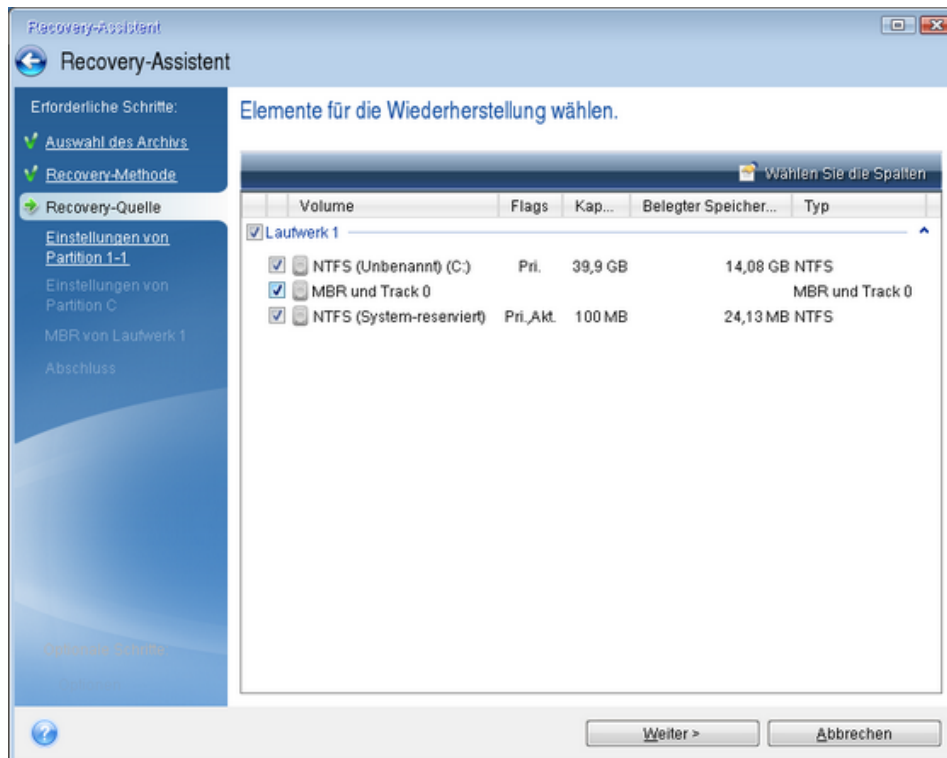 Recovery-Assistent
Recovery-Assistent
Erforderliche Schritte:
Auswahl des Archivs
Recovery-Methode
Recovery-Quelle
Einstellungen von
Partition 1-1
Einstellungen von
Partition C
MBR von Laufwerk 1
Abschluss
Schritte:
Elemente für die Wiederherstellung wählen.
Wählen Sie die Spalten
Volume Flags Kap... Belegter Speicher... Typ
Laufwerk 1
NTFS (Unbenannt) (C:) Pri. 39,9 GB 14,08 GB NTFS
MBR und Track 0 MBR und Track 0
NTFS (System-reserviert) Pri.,Akt. 100 MB 24,13 MB NTFS
Weiter >
Abbrechen